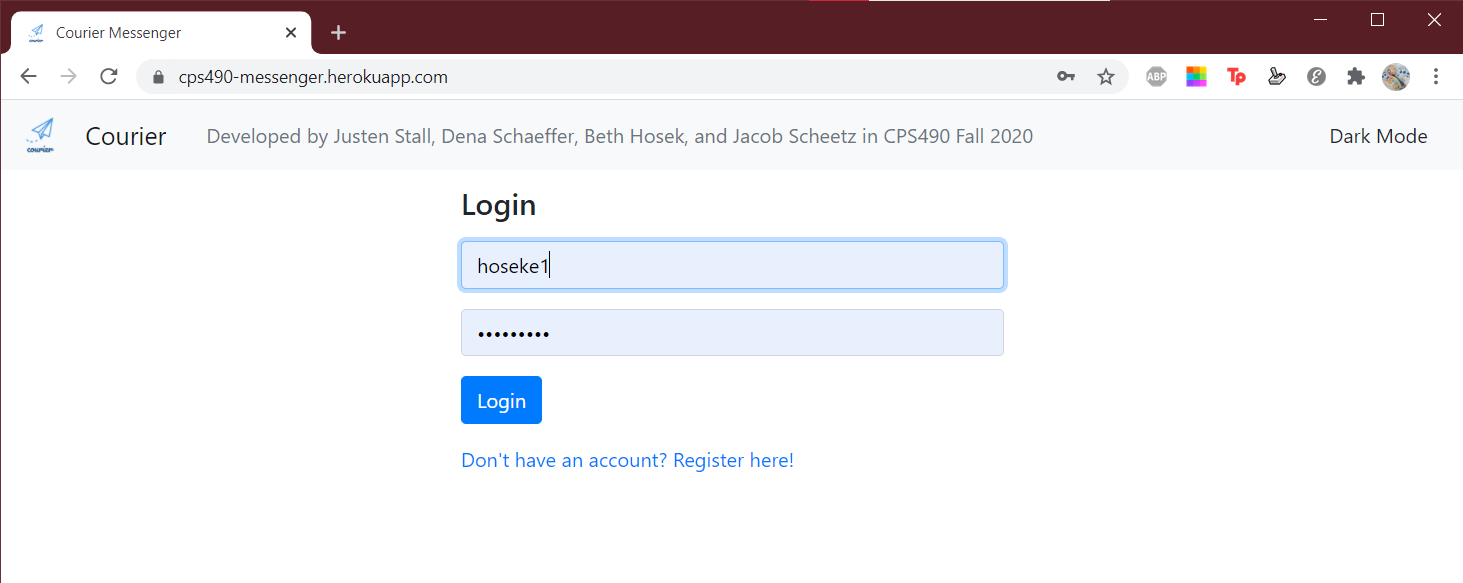 Courier Messenger
cps490-messenger.herokuapp.com
ABP
Tp
courier
Courier
Developed by Justen Stall, Dena Schaeffer, Beth Hosek, and Jacob Scheetz in CPS490 Fall 2020
Dark Mode
Login
hoseke1
•••••••••
Login
Don't have an account? Register here!